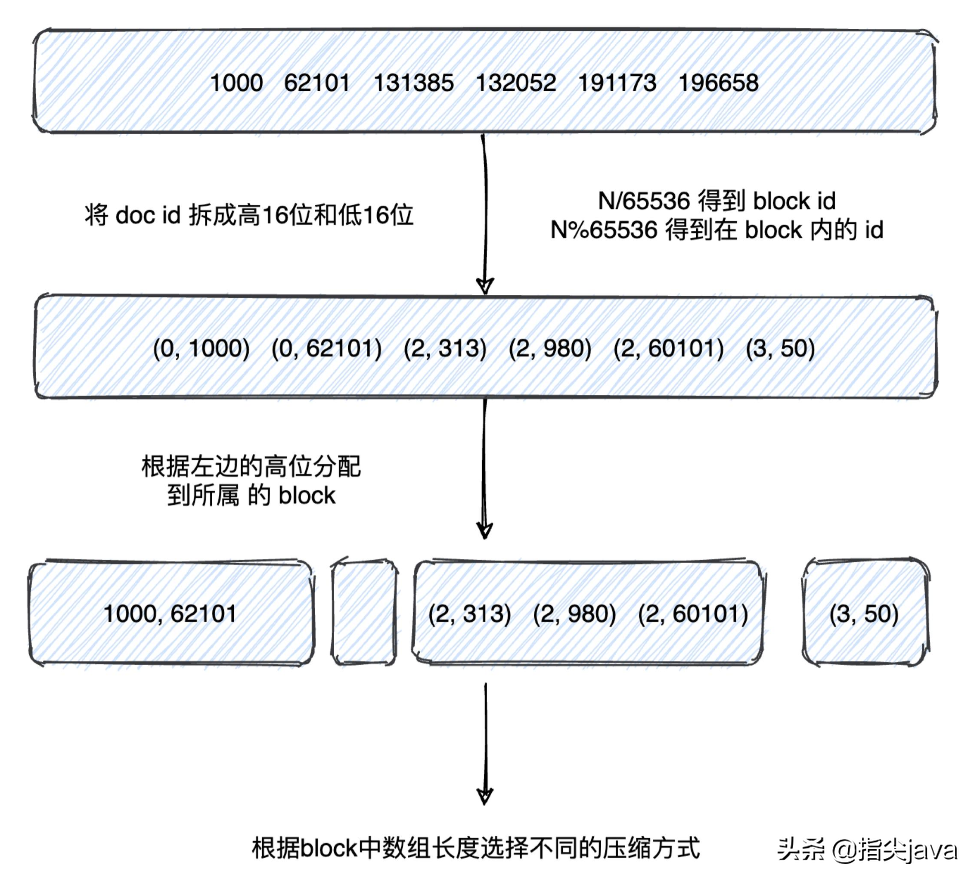 1000 62101 131385 132052 191173 196658
将 doc id 拆成高16位和低16位
N/65536 得到 block id
N%65536 得到在 block 内的 id
(0, 1000) (0, 62101) (2, 313) (2, 980) (2, 60101) (3, 50)
根据左边的高位分配
到所属 的 block
1000, 62101
(2, 313) (2, 980) (2, 60101)
(3, 50)
根据block中数组长度选择不同的压缩方式
头条 @指尖java